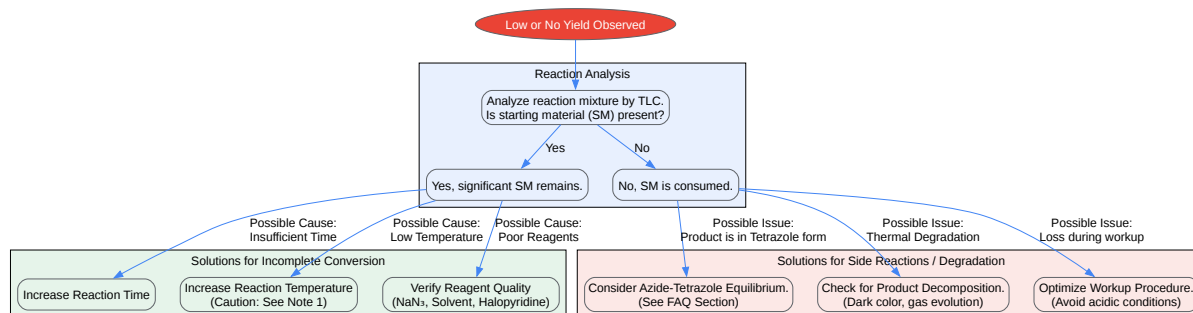 Low or No Yield Observed
Reaction Analysis
Analyze reaction mixture by TLC.
Is starting material (SM) present?
Yes
No
Yes, significant SM remains.
No, SM is consumed.
Possible Cause:
Insufficient Time
Possible Cause:
Low Temperature
Possible Cause:
Poor Reagents
Possible Issue:
Product is in Tetrazole form
Possible Issue:
Thermal Degradation
Possible Issue:
Loss during workup
Solutions for Incomplete Conversion
Increase Reaction Time
Increase Reaction Temperature
(Caution: See Note 1)
Verify Reagent Quality
(NaN₃, Solvent, Halopyridine)
Solutions for Side Reactions / Degradation
Consider Azide-Tetrazole Equilibrium.
(See FAQ Section)
Check for Product Decomposition.
(Dark color, gas evolution)
Optimize Workup Procedure.
(Avoid acidic conditions)